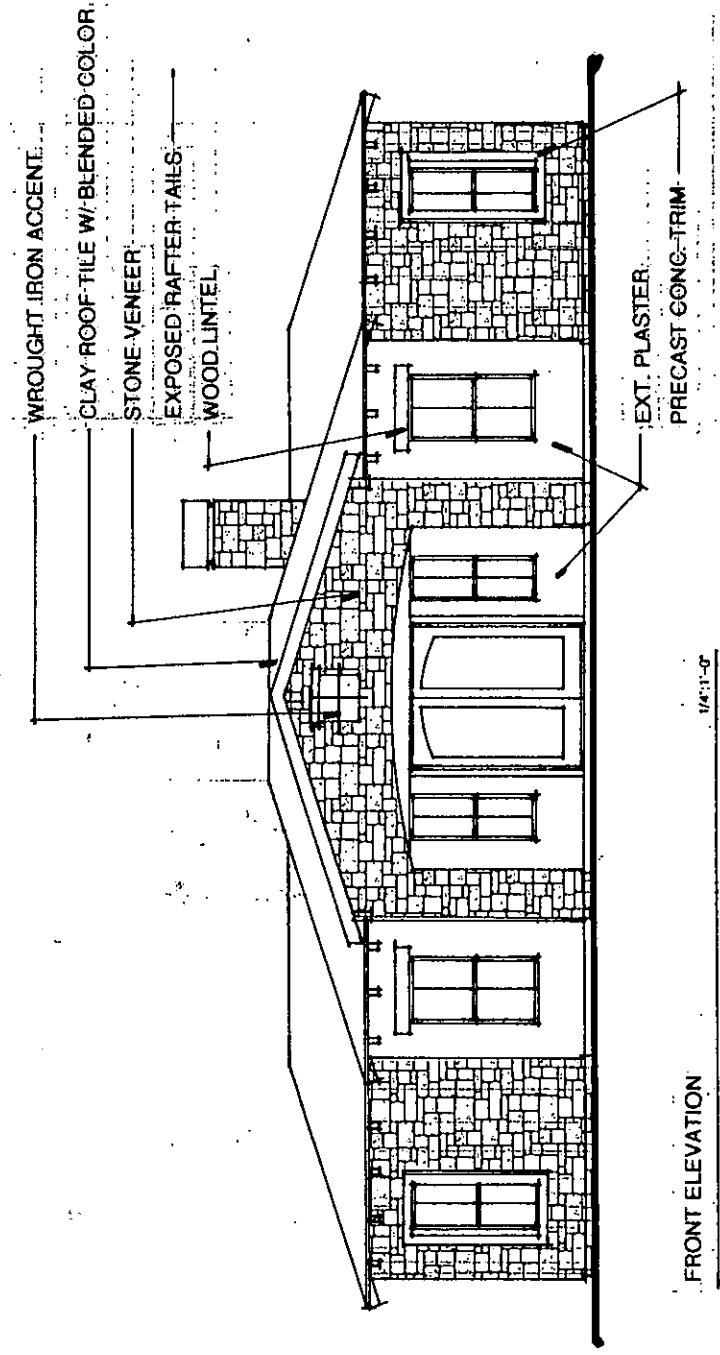 WROUGHT IRON ACCENT
CLAY ROOF TILE W/ BLENDED COLOR
STONE VENEER
EXPOSED RAFTER TAILS
WOOD LINTEL
EXT. PLASTER
PRECAST CONC. TRIM
FRONT ELEVATION
1/4":1'-0"